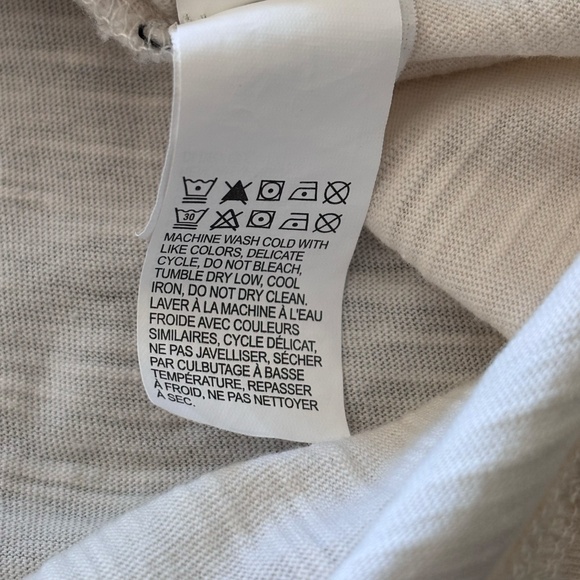 30
MACHINE WASH COLD WITH
LIKE COLORS, DELICATE
CYCLE, DO NOT BLEACH,
TUMBLE DRY LOW, COOL
IRON, DO NOT DRY CLEAN.
LAVER À LA MACHINE À L'EAU
FROIDE AVEC COULEURS
SIMILAIRES, CYCLE DÉLICAT,
NE PAS JAVELLISER, SÉCHER
PAR CULBUTAGE À BASSE
TEMPÉRATURE, REPASSER
À FROID, NE PAS NETTOYER
À SEC.